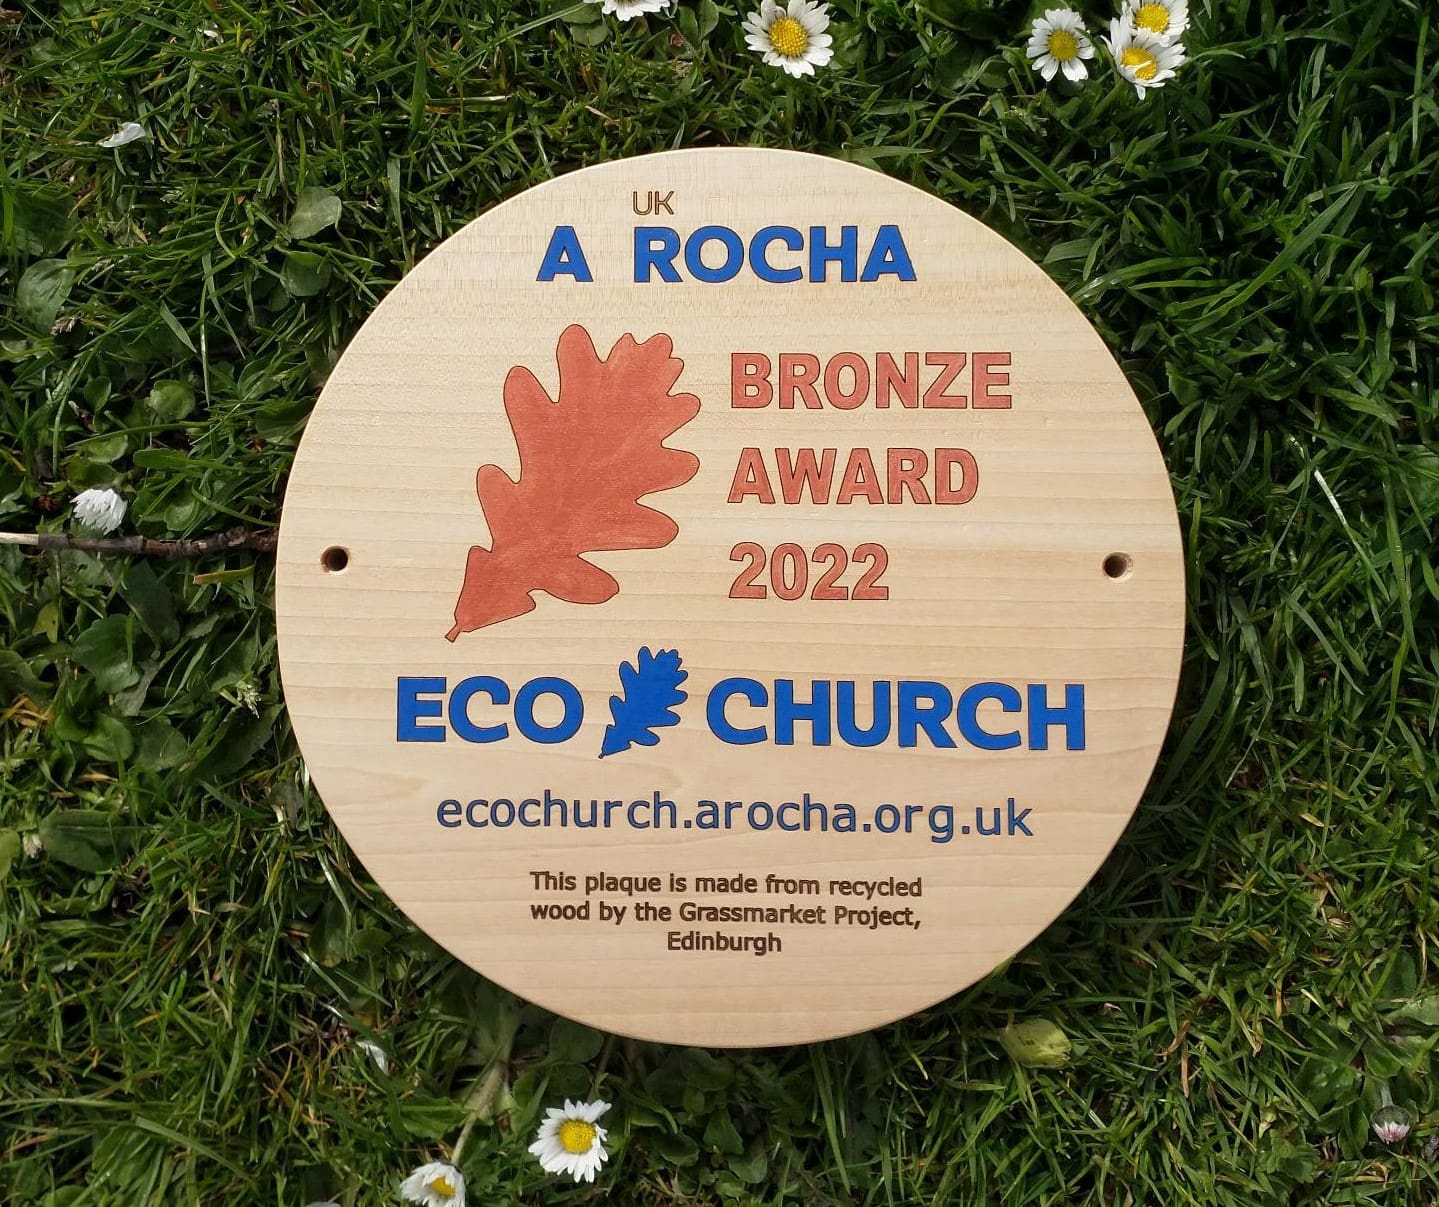 UK
A ROCHA
BRONZE
AWARD
2022
ECO CHURCH
ecochurch.arocha.org.uk
This plaque is made from recycled
wood by the Grassmarket Project,
Edinburgh